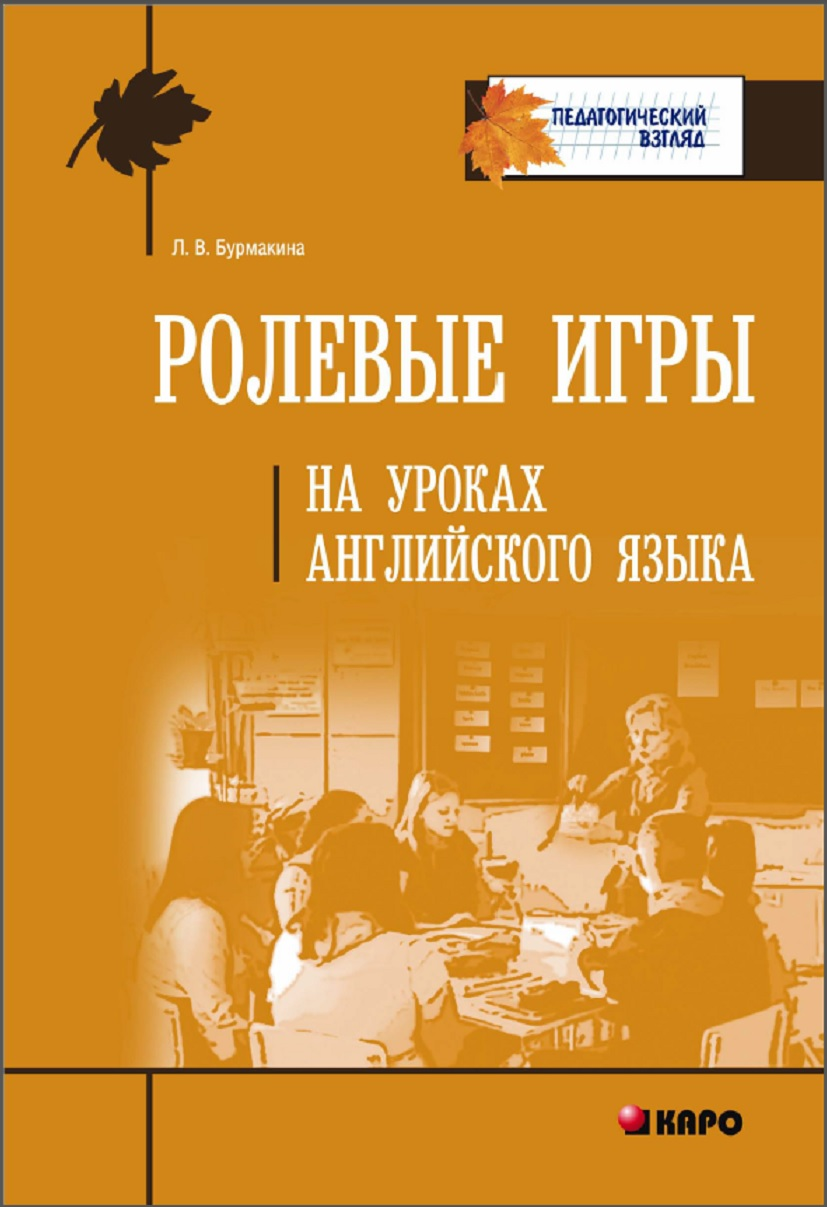 ПЕДАГОГИЧЕСКИЙ
ВЗГЛЯД
Л. В. Бурмакина
РОЛЕВЫЕ ИГРЫ
НА УРОКАХ
АНГЛИЙСКОГО ЯЗЫКА
КАРО